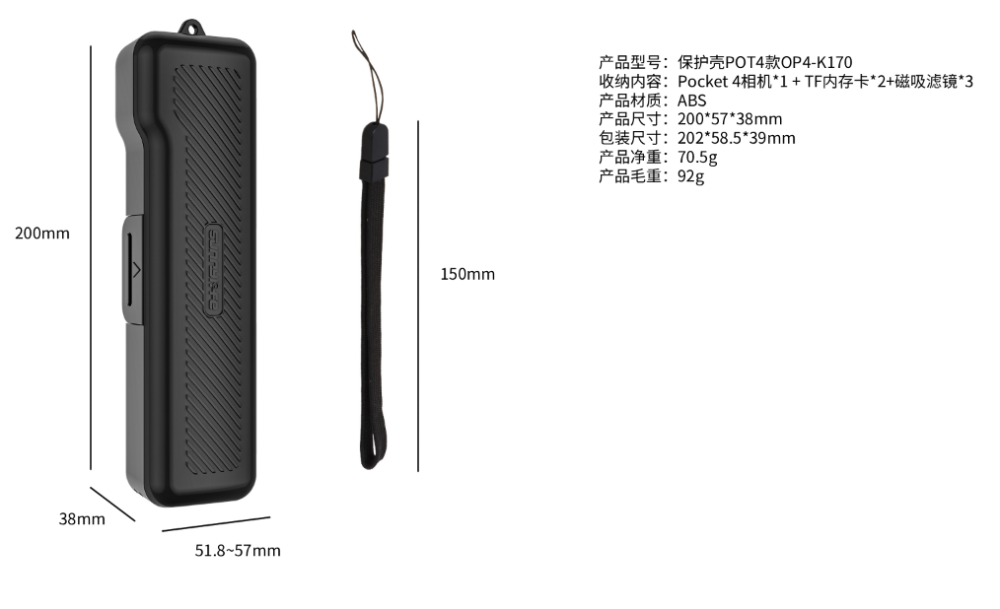 产品型号：保护壳POT4款OP4-K170
收纳内容：Pocket 4相机*1 + TF内存卡*2+磁吸滤镜*3
产品材质：ABS
产品尺寸：200*57*38mm
包装尺寸：202*58.5*39mm
产品净重：70.5g
产品毛重：92g
200mm
150mm
38mm
51.8~57mm